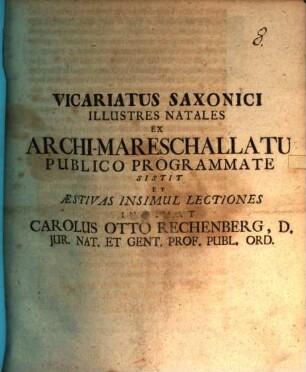 8.
VICARIATUS SAXONICI
ILLUSTRES NATALES
EX
ARCHI-MARESCHALLATU
PUBLICO PROGRAMMATE
SISTIT
ET
ÆSTIVAS INSIMUL LECTIONES
CAROLUS OTTO RECHENBERG, D.
JUR. NAT. ET GENT. PROF. PUBL. ORD.